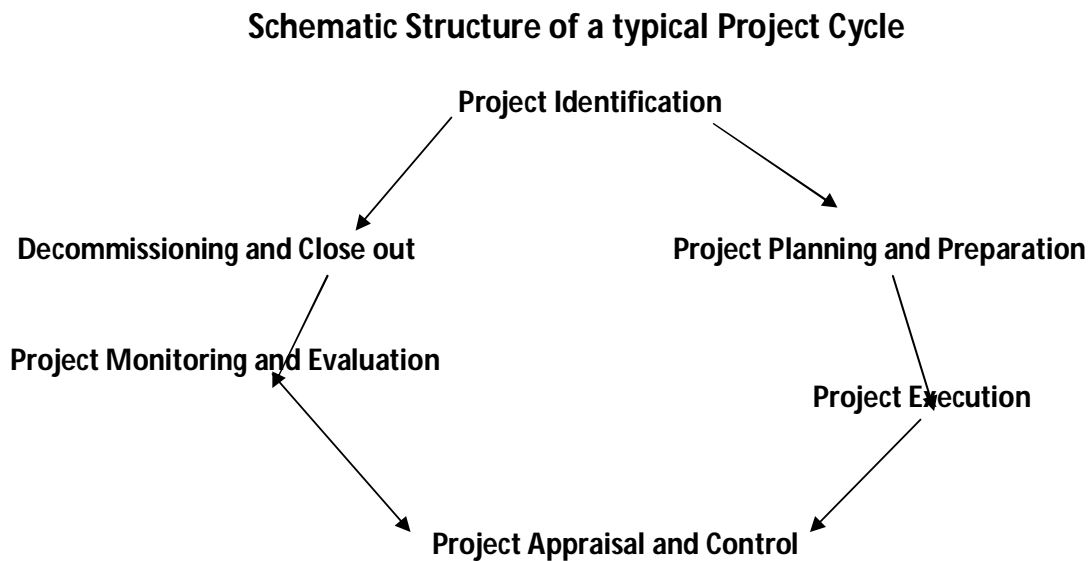 Schematic Structure of a typical Project Cycle
Project Identification
Decommissioning and Close out
Project Planning and Preparation
Project Monitoring and Evaluation
Project Execution
Project Appraisal and Control